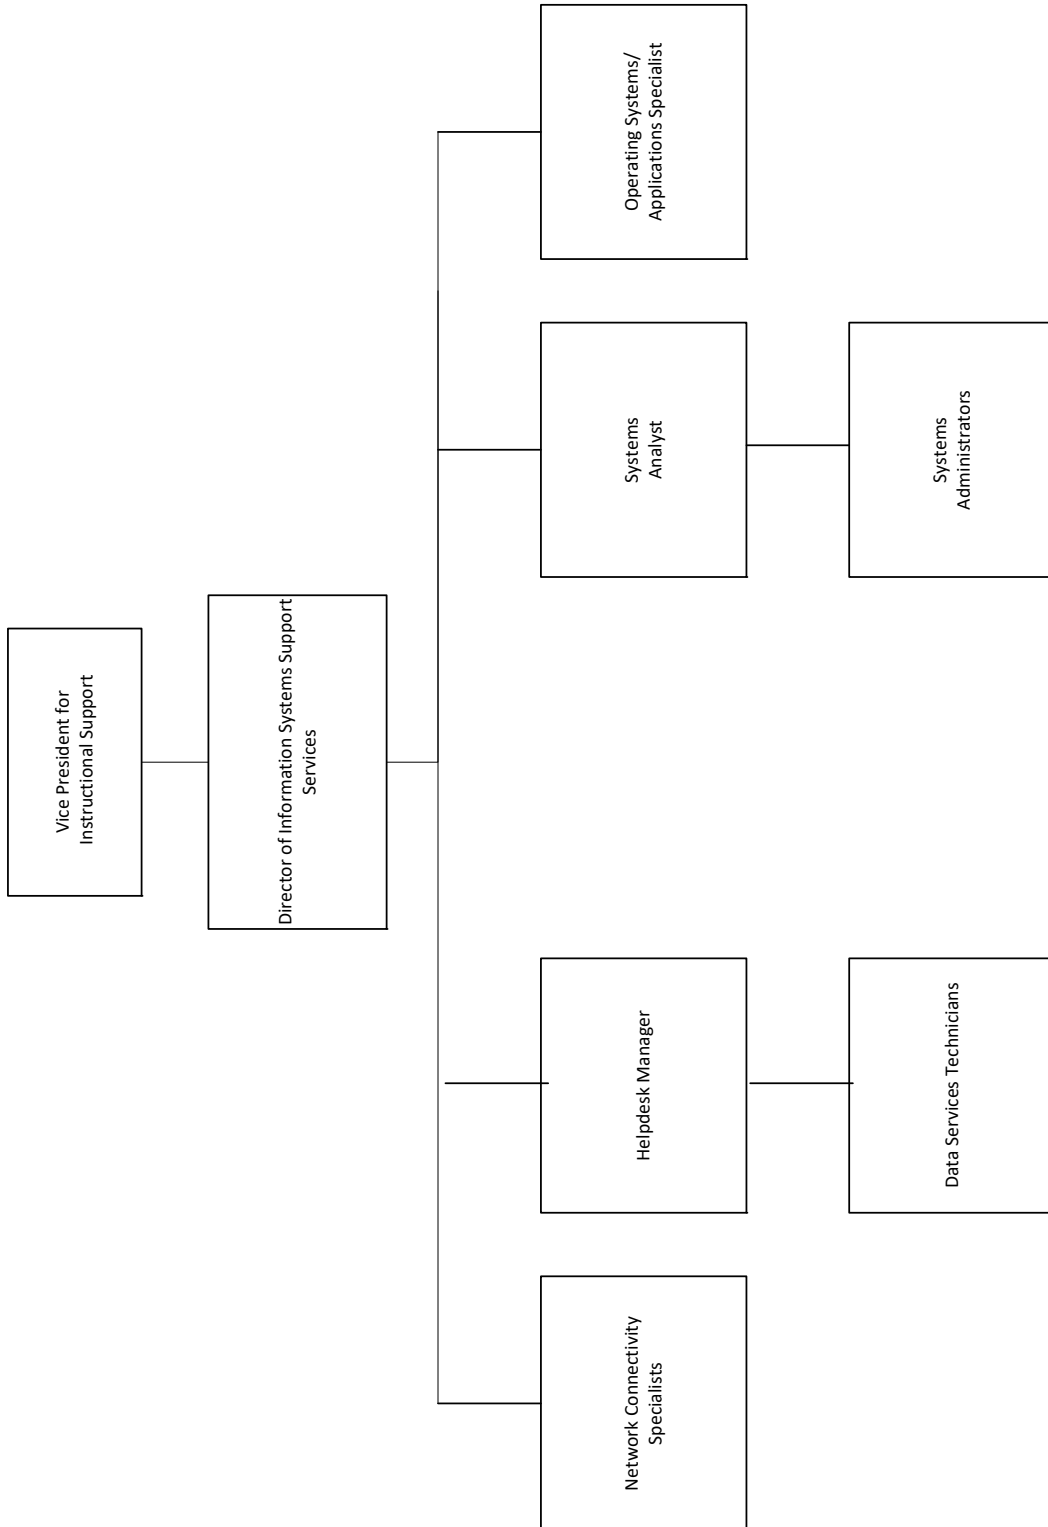 Vice President for
Instructional Support
Director of Information Systems Support
Services
Network Connectivity
Specialists
Helpdesk Manager
Systems
Analyst
Operating Systems/
Applications Specialist
Data Services Technicians
Systems
Administrators